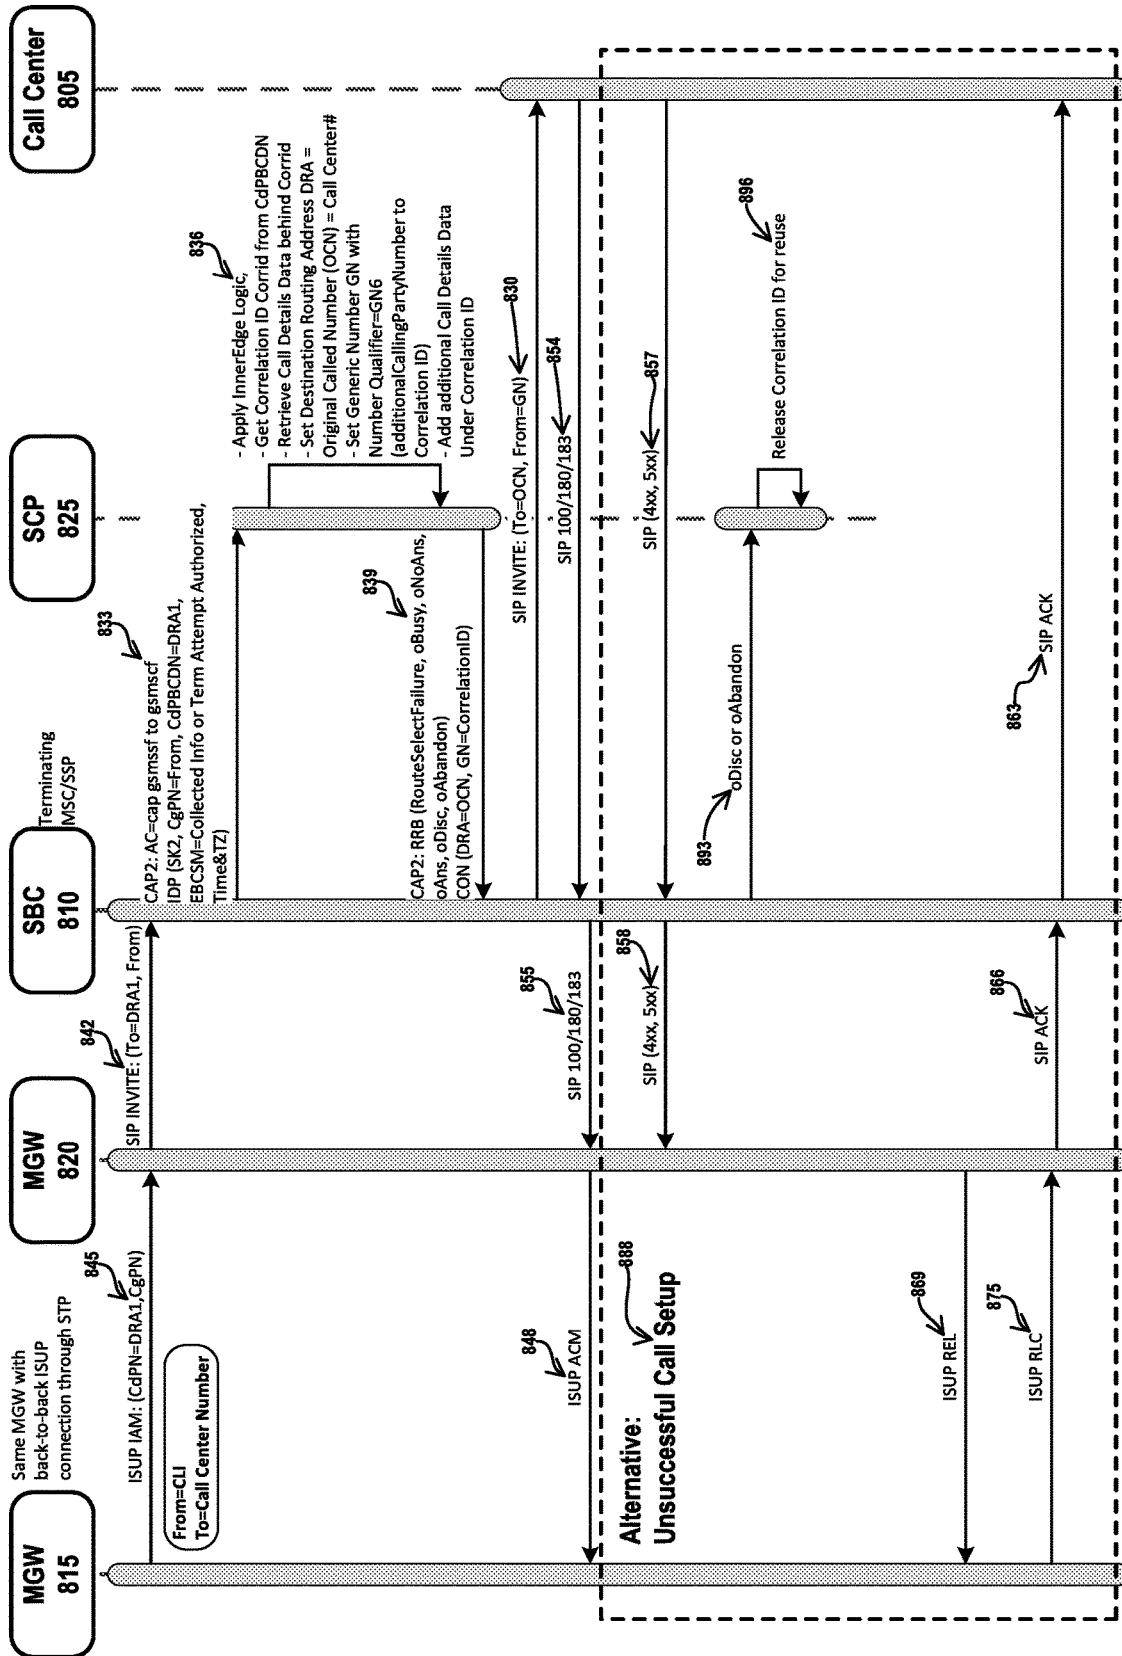 MGW
815
Same MGW with
back-to-back ISUP
connection through STP
MGW
820
SBC
810
Terminating
MSC/SSP
SCP
825
Call Center
805
845
ISUP IAM: (CdPN=DRA1,CgPN)
From=CLI
To=Call Center Number
842
SIP INVITE: (To=DRA1, From)
833
CAP2: AC=cap gsmssf to gsmscf
IDP (SK2, CgPN=From, CdPBCDN=DRA1,
EBCSM=Collected Info or Term Attempt Authorized,
Time&TZ)
836
- Apply InnerEdge Logic,
- Get Correlation ID Corrid from CdPBCDN
- Retrieve Call Details Data behind Corrid
- Set Destination Routing Address DRA =
Original Called Number (OCN) = Call Center#
- Set Generic Number GN with
Number Qualifier=GN6
(additionalCallingPartyNumber to
Correlation ID)
- Add additional Call Details Data
Under Correlation ID
839
CAP2: RRB (RouteSelectFailure, oBusy, oNoAns,
oAns, oDisc, oAbandon)
CON (DRA=OCN, GN=CorrelationID)
830
SIP INVITE: (To=OCN, From=GN)
854
SIP 100/180/183
855
SIP 100/180/183
848
ISUP ACM
888
Alternative:
Unsuccessful Call Setup
857
SIP (4xx, 5xx)
858
SIP (4xx, 5xx)
893
oDisc or oAbandon
896
Release Correlation ID for reuse
869
ISUP REL
875
ISUP RLC
866
SIP ACK
863
SIP ACK